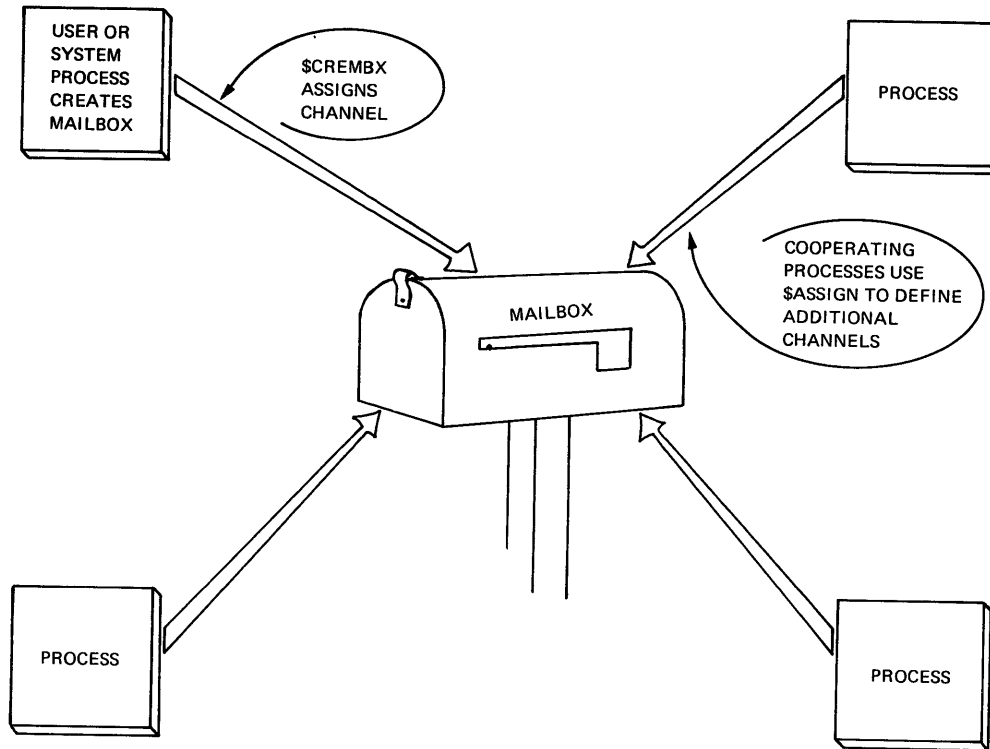 USER OR
SYSTEM
PROCESS
CREATES
MAILBOX
$CREMBX
ASSIGNS
CHANNEL
PROCESS
COOPERATING
PROCESSES USE
$ASSIGN TO DEFINE
ADDITIONAL
CHANNELS
MAILBOX
PROCESS
PROCESS